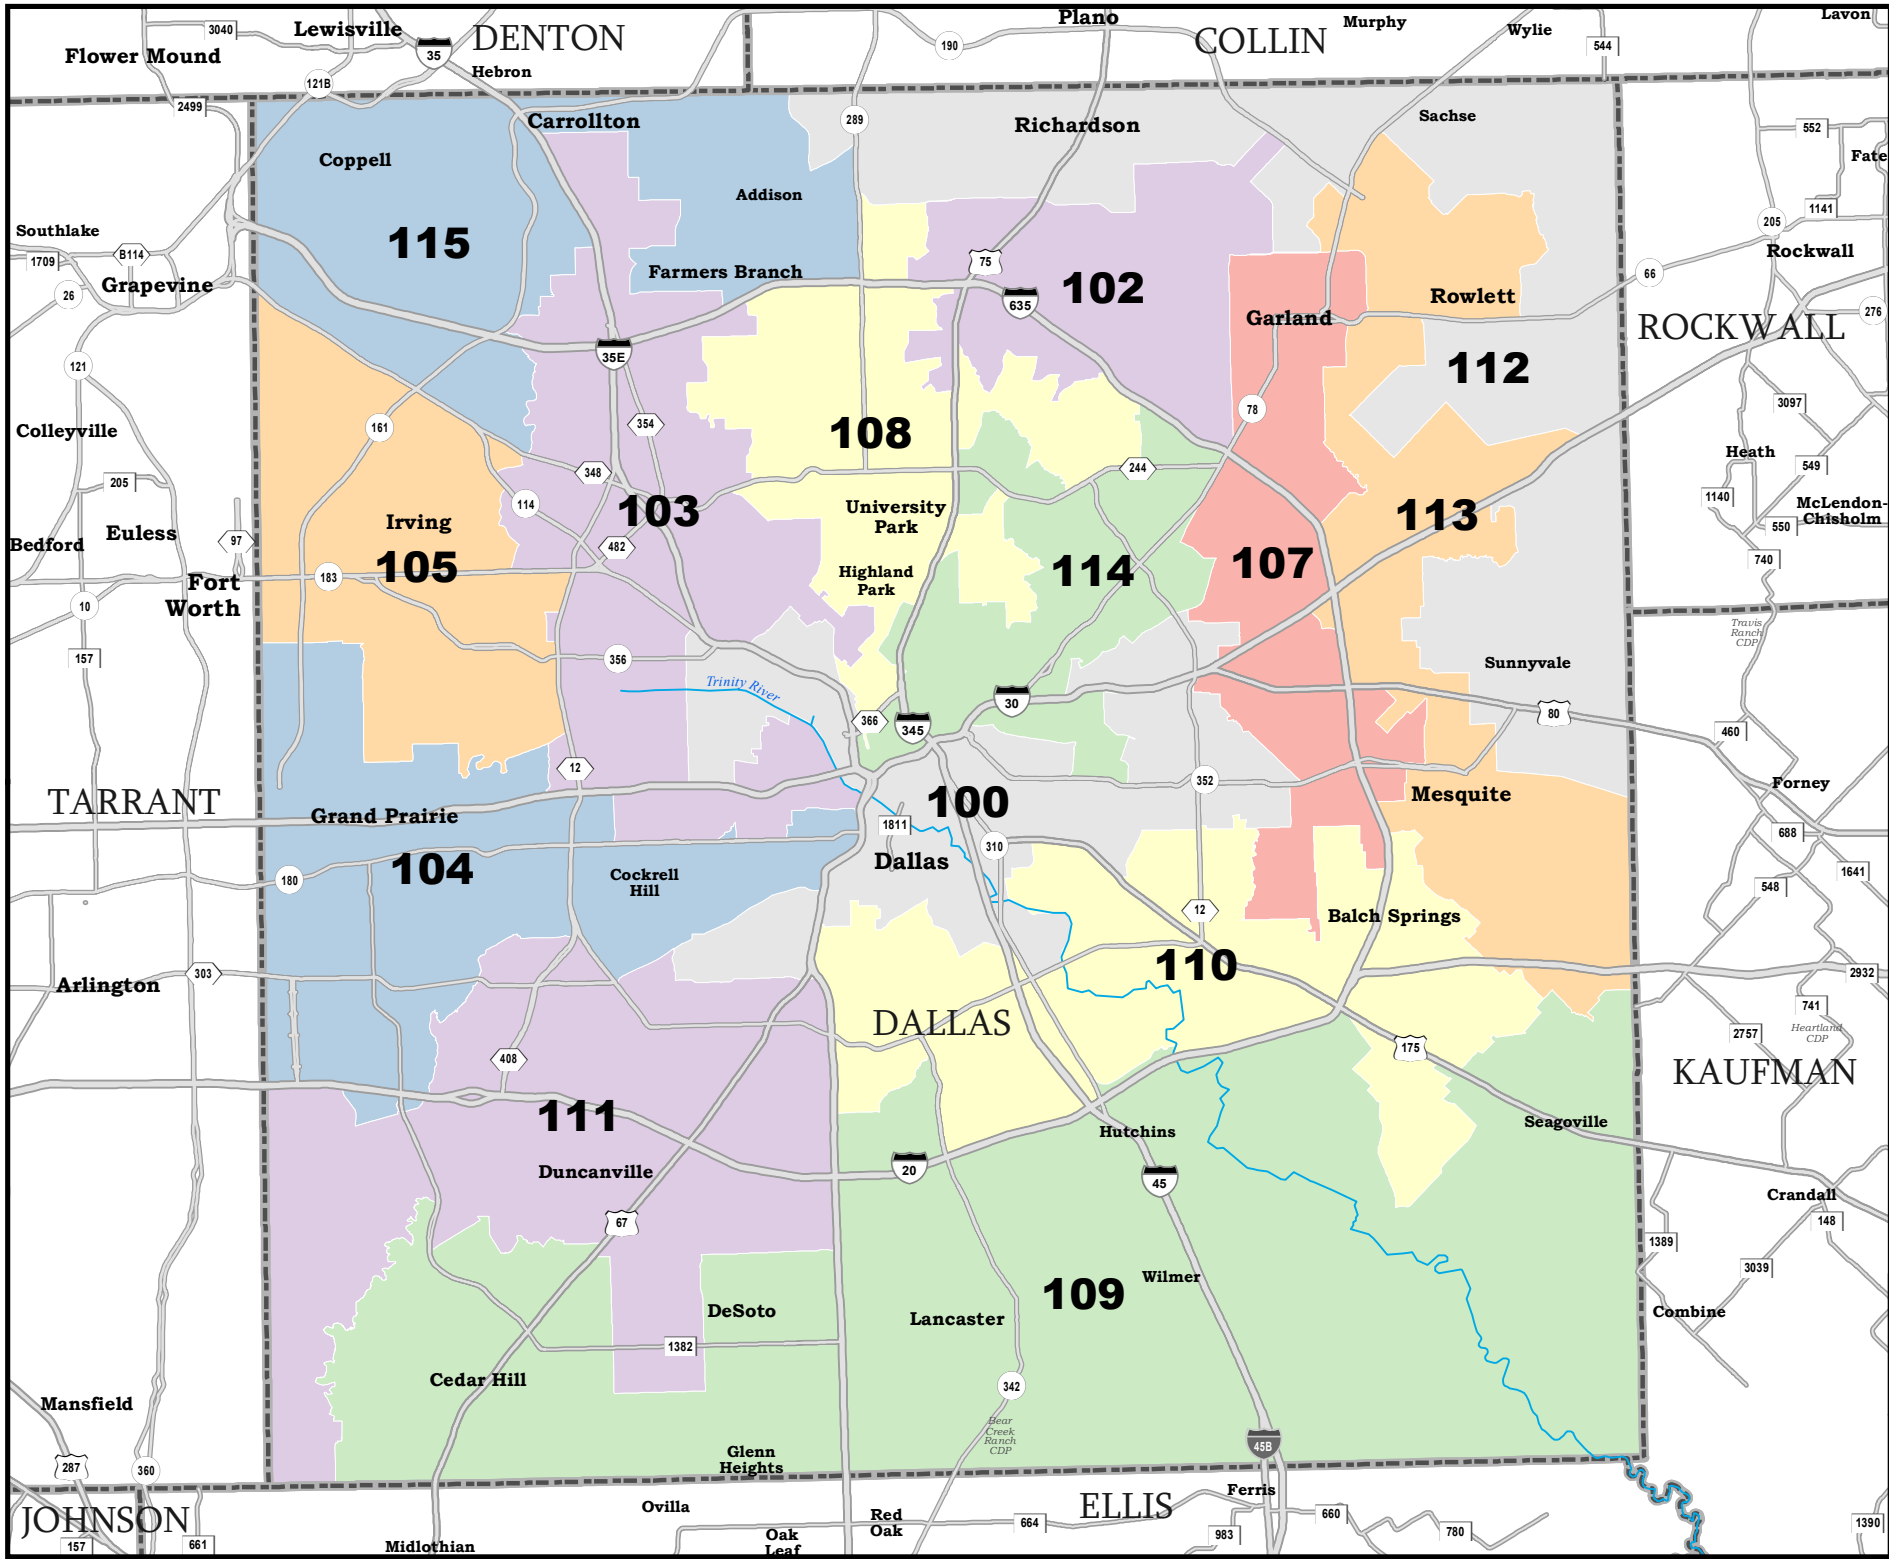 Lavon
Plano
Murphy
Lewisville
3040
Wylie
DENTON
COLLIN
190
544
Flower Mound
35
Hebron
121B
2499
Sachse
289
Carrollton
Richardson
552
Coppell
Fate
Addison
1141
205
Southlake
115
B114
1709
Rockwall
75
Farmers Branch
66
Grapevine
102
26
635
Rowlett
276
Garland
ROCKWALL
35E
121
112
3097
78
161
354
Colleyville
108
Heath
549
244
348
205
1140
114
103
University
Park
McLendon-
Chisholm
113
Irving
550
Euless
97
482
Bedford
740
107
105
114
183
Highland
Park
Fort
Worth
10
Travis
Ranch
CDP
157
356
Sunnyvale
Trinity River
30
80
366
345
460
12
352
Forney
TARRANT
100
Mesquite
Grand Prairie
1811
688
310
Dallas
104
1641
180
Cockrell
Hill
548
12
Balch Springs
110
303
2932
Arlington
741
DALLAS
2757
Heartland
CDP
175
408
KAUFMAN
111
Seagoville
Hutchins
20
Duncanville
45
Crandall
67
148
1389
3039
Wilmer
109
DeSoto
Lancaster
Combine
1382
Cedar Hill
342
Mansfield
Bear
Creek
Ranch
CDP
45B
Glenn
Heights
287
360
Ferris
ELLIS
Ovilla
JOHNSON
Red
Oak
664
660
1390
780
983
Oak
Leaf
157
661
Midlothian